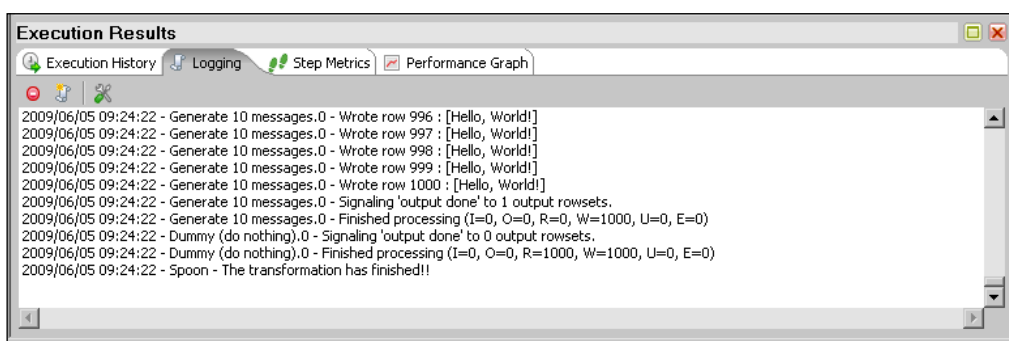 Execution Results
Execution History Logging Step Metrics Performance Graph
2009/06/05 09:24:22 - Generate 10 messages.0 - Wrote row 996 : [Hello, World!]
2009/06/05 09:24:22 - Generate 10 messages.0 - Wrote row 997 : [Hello, World!]
2009/06/05 09:24:22 - Generate 10 messages.0 - Wrote row 998 : [Hello, World!]
2009/06/05 09:24:22 - Generate 10 messages.0 - Wrote row 999 : [Hello, World!]
2009/06/05 09:24:22 - Generate 10 messages.0 - Wrote row 1000 : [Hello, World!]
2009/06/05 09:24:22 - Generate 10 messages.0 - Signaling 'output done' to 1 output rowsets.
2009/06/05 09:24:22 - Generate 10 messages.0 - Finished processing (I=0, O=0, R=0, W=1000, U=0, E=0)
2009/06/05 09:24:22 - Dummy (do nothing).0 - Signaling 'output done' to 0 output rowsets.
2009/06/05 09:24:22 - Dummy (do nothing).0 - Finished processing (I=0, O=0, R=1000, W=1000, U=0, E=0)
2009/06/05 09:24:22 - Spoon - The transformation has finished!!